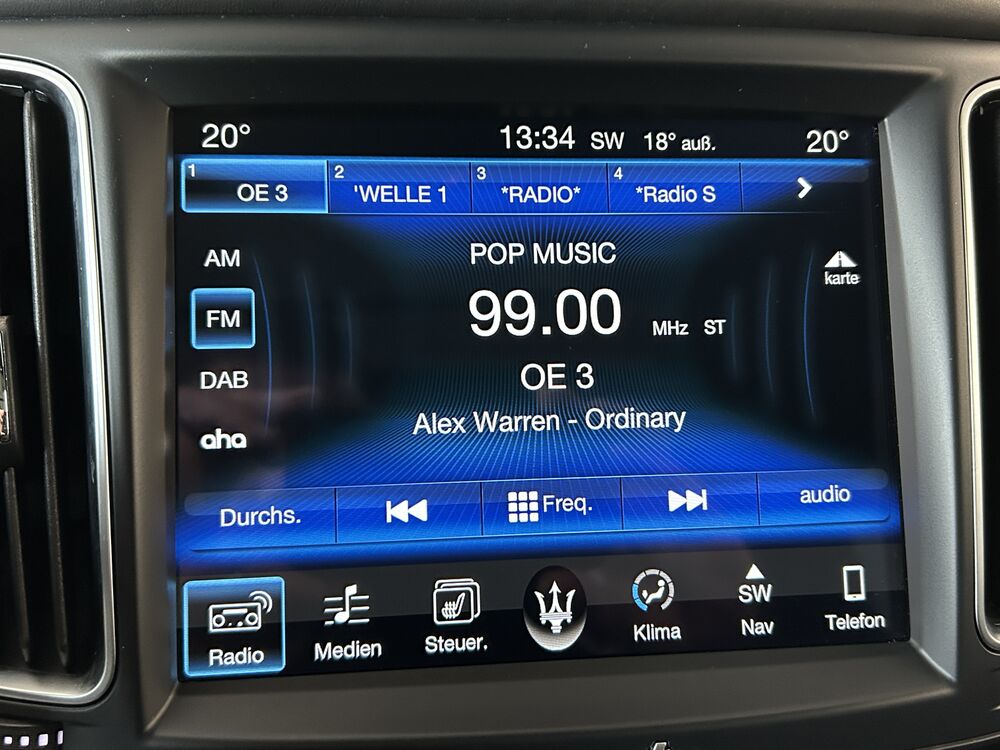 20° 13:34 SW 18° auß. 20°
1 OE 3
2 'WELLE 1
3 *RADIO*
4 *Radio S
AM
FM
DAB
aha
POP MUSIC
99.00 MHz ST
OE 3
Alex Warren - Ordinary
karte
Durchs.
Freq.
audio
Radio
Medien
Steuer.
Klima
SW
Nav
Telefon